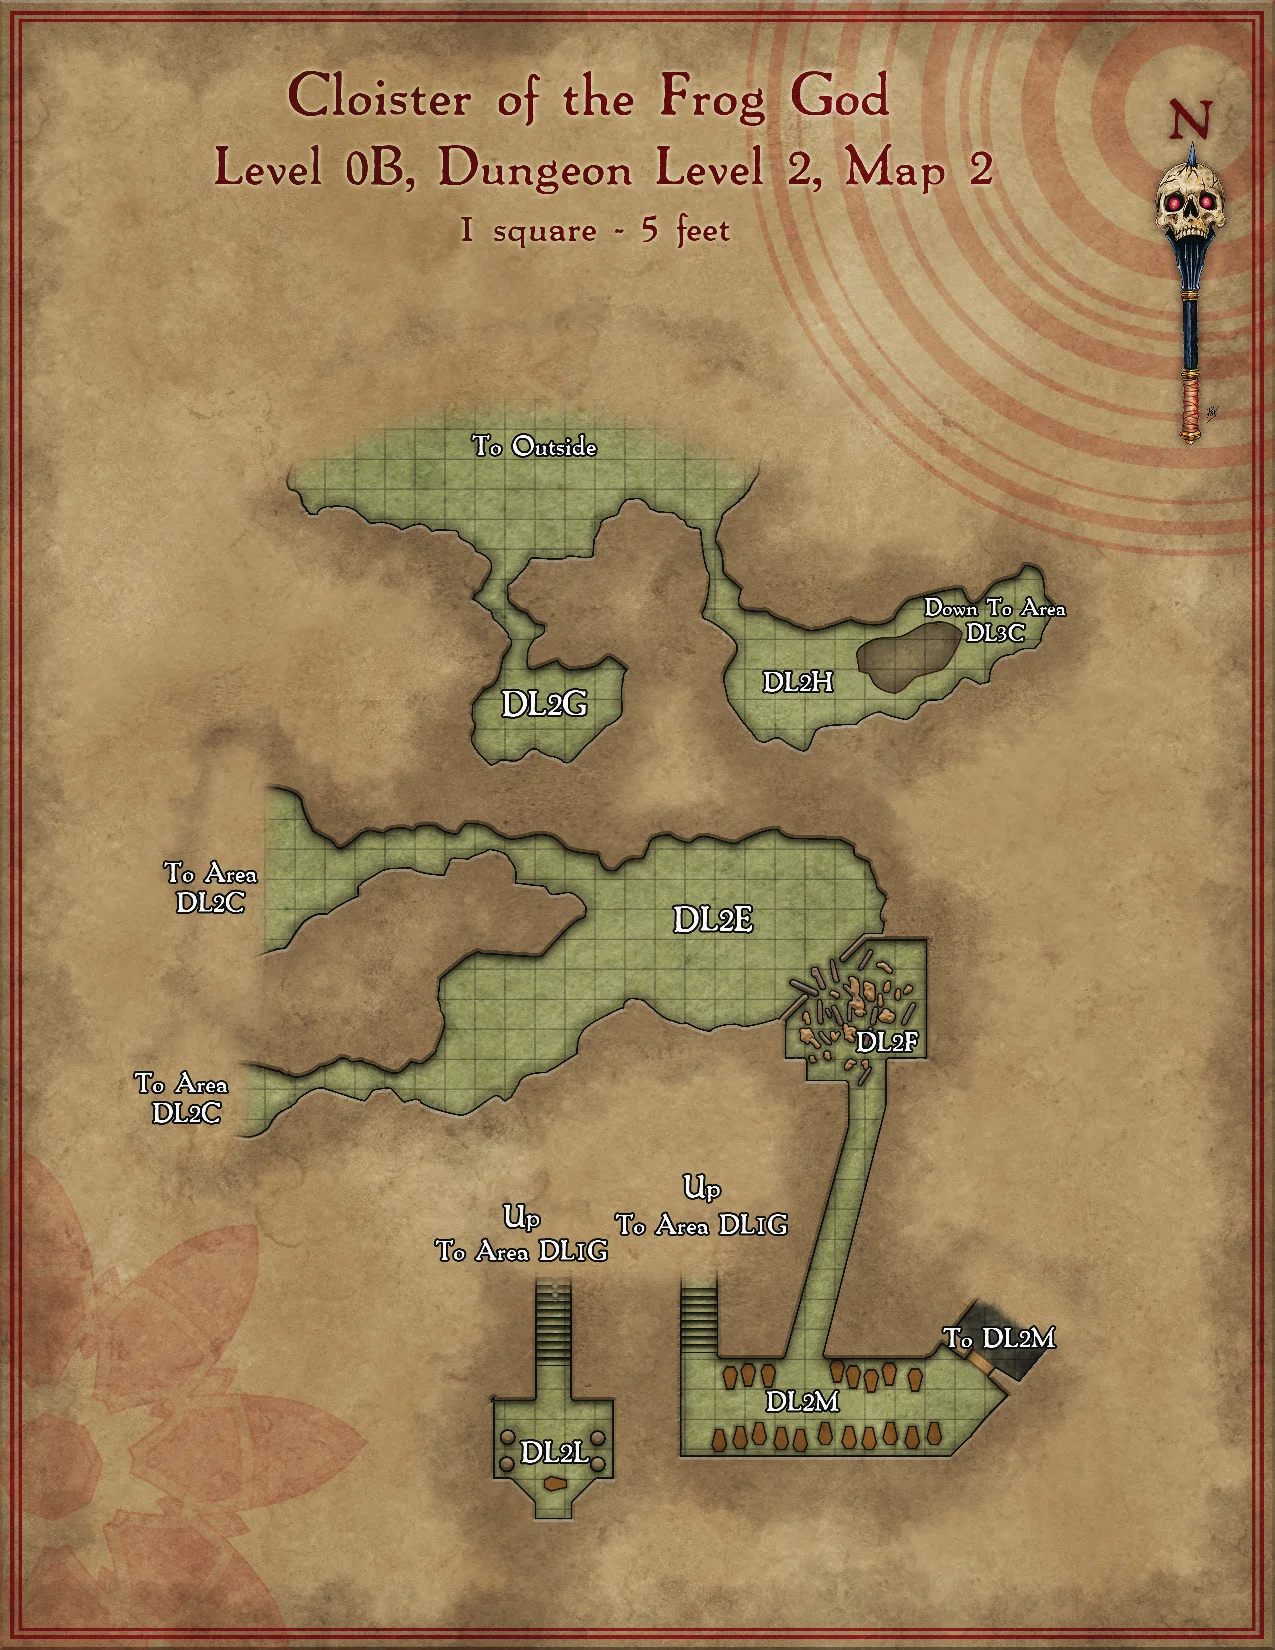 Cloister of the Frog God
Level 0B, Dungeon Level 2, Map 2
1 square - 5 feet
N
To Outside
Down To Area
DL3C
DL2H
DL2G
To Area
DL2C
DL2E
DL2F
To Area
DL2C
Up
To Area DL1G
Up
To Area DL1G
To DL2M
DL2M
DL2L